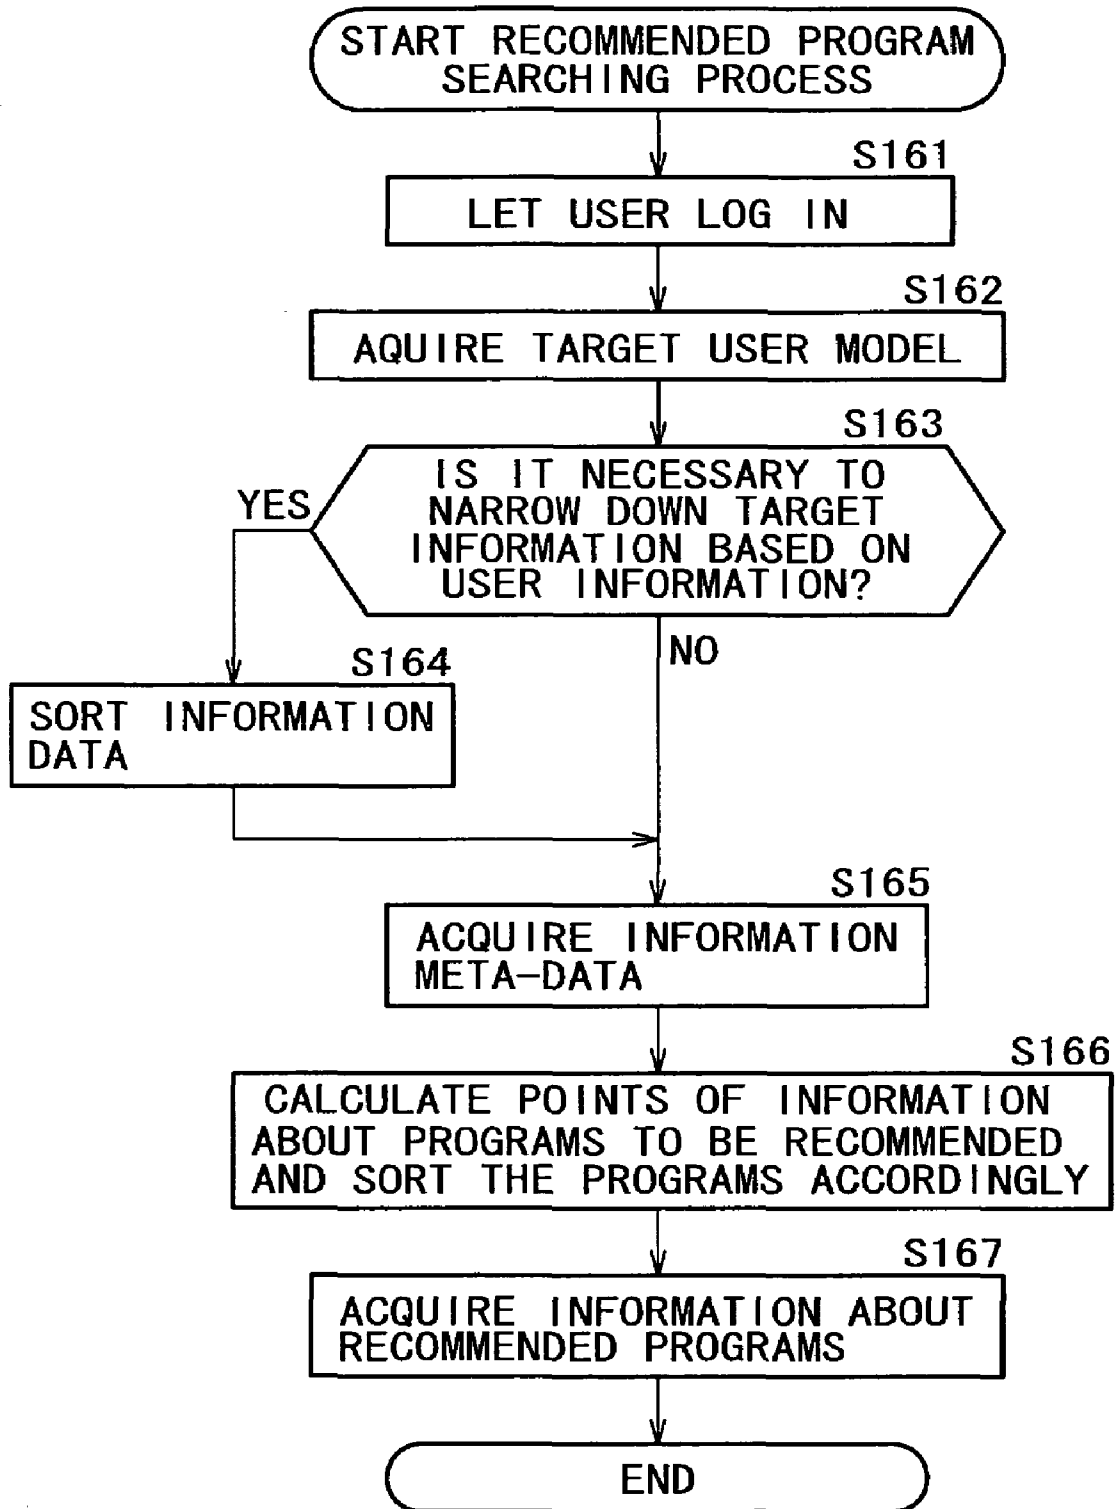 START RECOMMENDED PROGRAM
SEARCHING PROCESS
S161
LET USER LOG IN
S162
AQUIRE TARGET USER MODEL
S163
IS IT NECESSARY TO
NARROW DOWN TARGET
INFORMATION BASED ON
USER INFORMATION?
YES
NO
S164
SORT INFORMATION
DATA
S165
ACQUIRE INFORMATION
META-DATA
S166
CALCULATE POINTS OF INFORMATION
ABOUT PROGRAMS TO BE RECOMMENDED
AND SORT THE PROGRAMS ACCORDINGLY
S167
ACQUIRE INFORMATION ABOUT
RECOMMENDED PROGRAMS
END